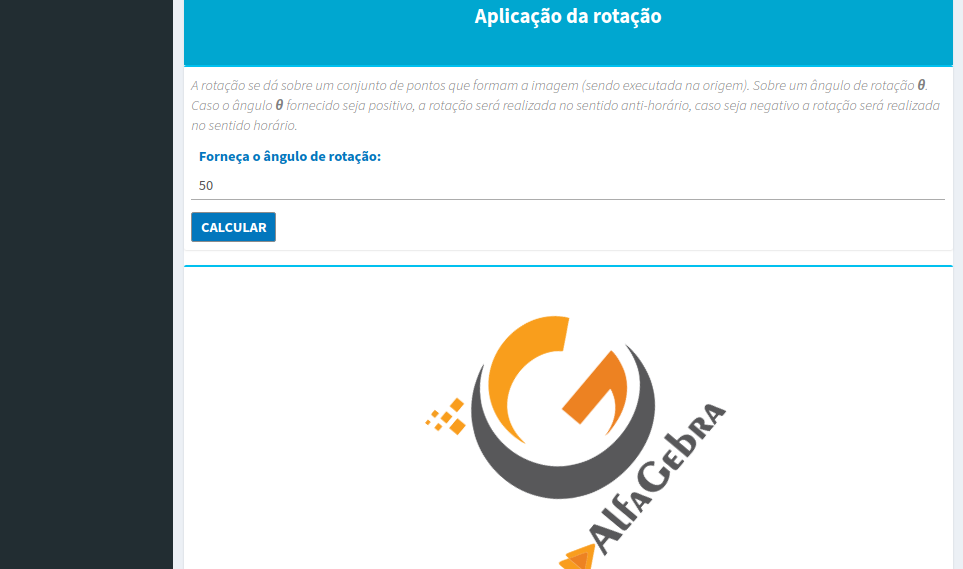 Aplicação da rotação
A rotação se dá sobre um conjunto de pontos que formam a imagem (sendo executada na origem). Sobre um ângulo de rotação θ.
Caso o ângulo θ fornecido seja positivo, a rotação será realizada no sentido anti-horário, caso seja negativo a rotação será realizada
no sentido horário.
Forneça o ângulo de rotação:
50
CALCULAR
AlfaGebra